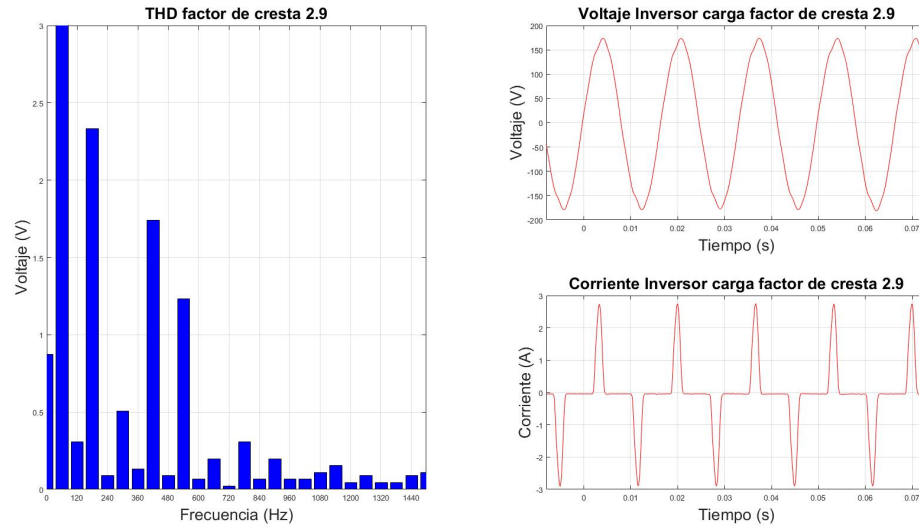 THD factor de cresta 2.9
3
2.5
2
1.5
1
0.5
0
Voltaje (V)
0 120 240 360 480 600 720 840 960 1080 1200 1320 1440
Frecuencia (Hz)
Voltaje Inversor carga factor de cresta 2.9
200
150
100
50
0
-50
-100
-150
-200
Voltaje (V)
0 0.01 0.02 0.03 0.04 0.05 0.06 0.07
Tiempo (s)
Corriente Inversor carga factor de cresta 2.9
3
2
1
0
-1
-2
-3
Corriente (A)
0 0.01 0.02 0.03 0.04 0.05 0.06 0.07
Tiempo (s)